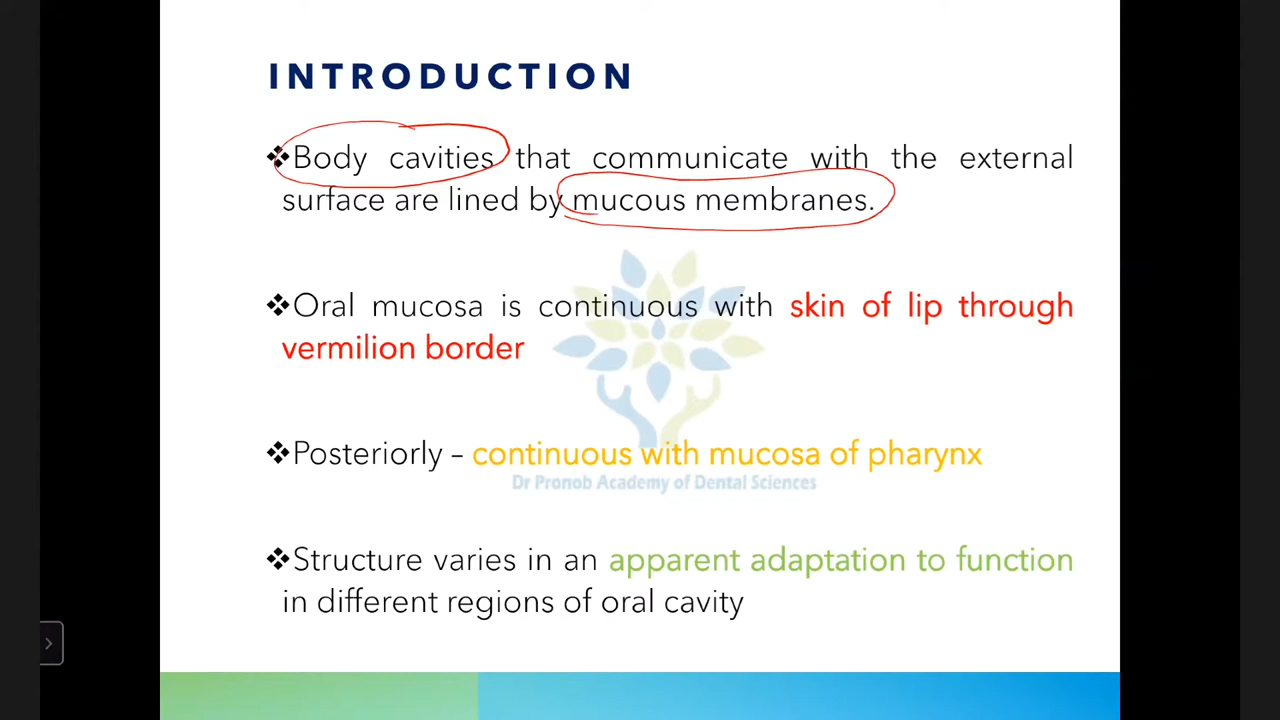 INTRODUCTION
❖Body cavities that communicate with the external
surface are lined by mucous membranes.
❖Oral mucosa is continuous with skin of lip through
vermilion border
❖Posteriorly – continuous with mucosa of pharynx
Dr Pronob Academy of Dental Sciences
❖Structure varies in an apparent adaptation to function
in different regions of oral cavity